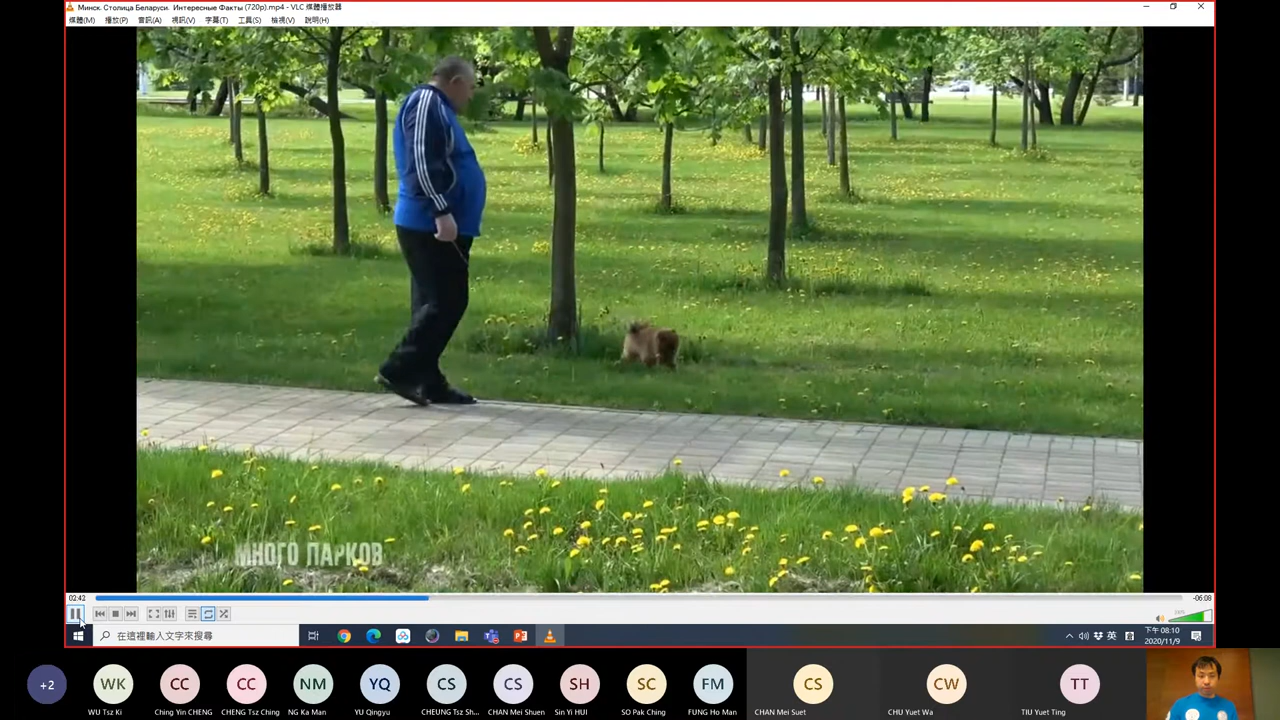 Минск. Столица Беларуси. Интересные Факты (720p).mp4 - VLC 媒體播放器
媒體(M) 播放(P) 音訊(A) 視訊(V) 字幕(T) 工具(S) 檢視(V) 說明(H)
МНОГО ПАРКОВ
02:42
-06:08
在這裡輸入文字來搜尋
英
下午 08:10
2020/11/9
+2
WK
CC
CC
NM
YQ
CS
CS
SH
SC
FM
CS
CW
TT
WU Tsz Ki
Ching Yin CHENG
CHENG Tsz Ching
NG Ka Man
YU Qingyu
CHEUNG Tsz Sh...
CHAN Mei Shuen
Sin Yi HUI
SO Pak Ching
FUNG Ho Man
CHAN Mei Suet
CHU Yuet Wa
TIU Yuet Ting